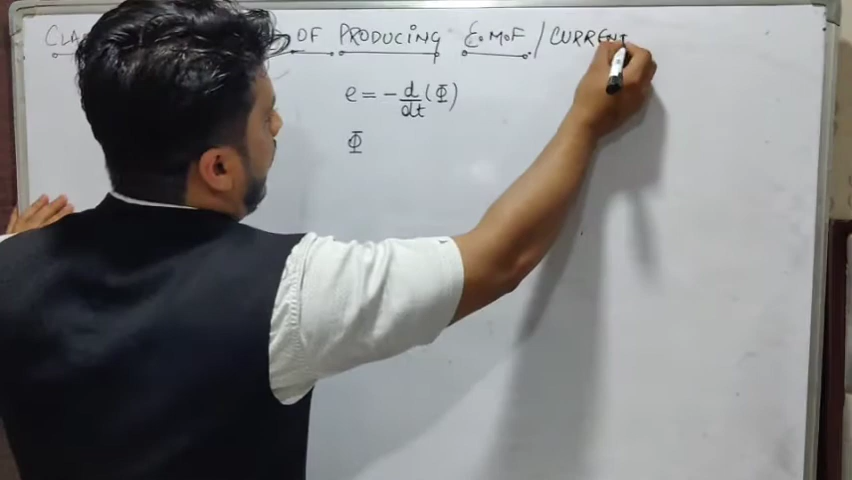 OF PRODUCING E.M.F / CURRENT
e = - d/dt (Φ)
Φ